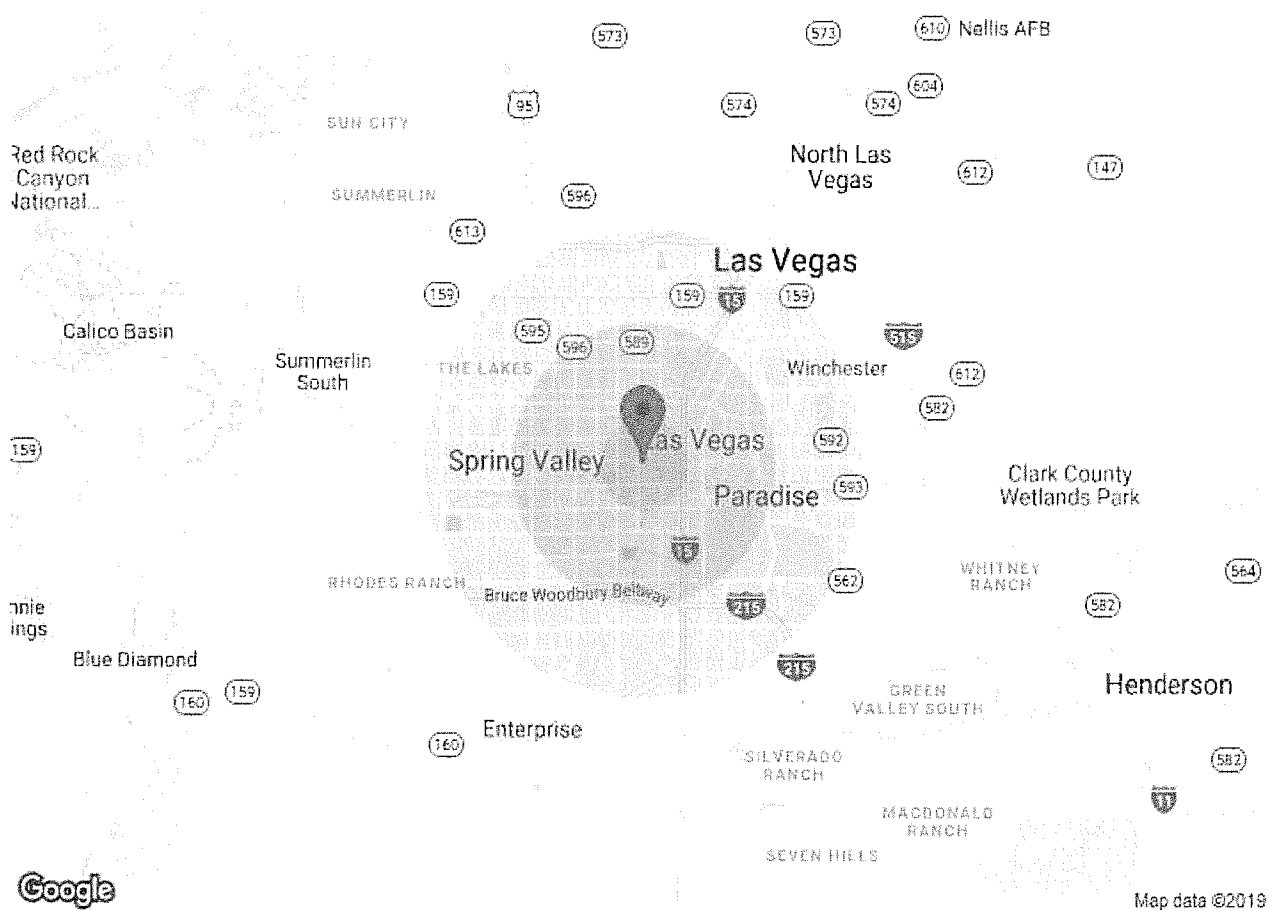 573
573
610 Nellis AFB
604
95
574
574
SUN CITY
Red Rock
Canyon
National...
North Las
Vegas
612
147
SUMMERLIN
596
613
Las Vegas
159
159
15
159
Calico Basin
595
596
589
515
Summerlin
South
THE LAKES
Winchester
612
582
Las Vegas
592
159
Spring Valley
Clark County
Wetlands Park
Paradise
593
15
RHODES RANCH
Bruce Woodbury Beltway
562
WHITNEY
RANCH
564
nnie
ings
215
582
Blue Diamond
215
160
159
GREEN
VALLEY SOUTH
Henderson
Enterprise
160
SILVERADO
RANCH
582
11
MACDONALD
RANCH
SEVEN HILLS
Google
Map data ©2019